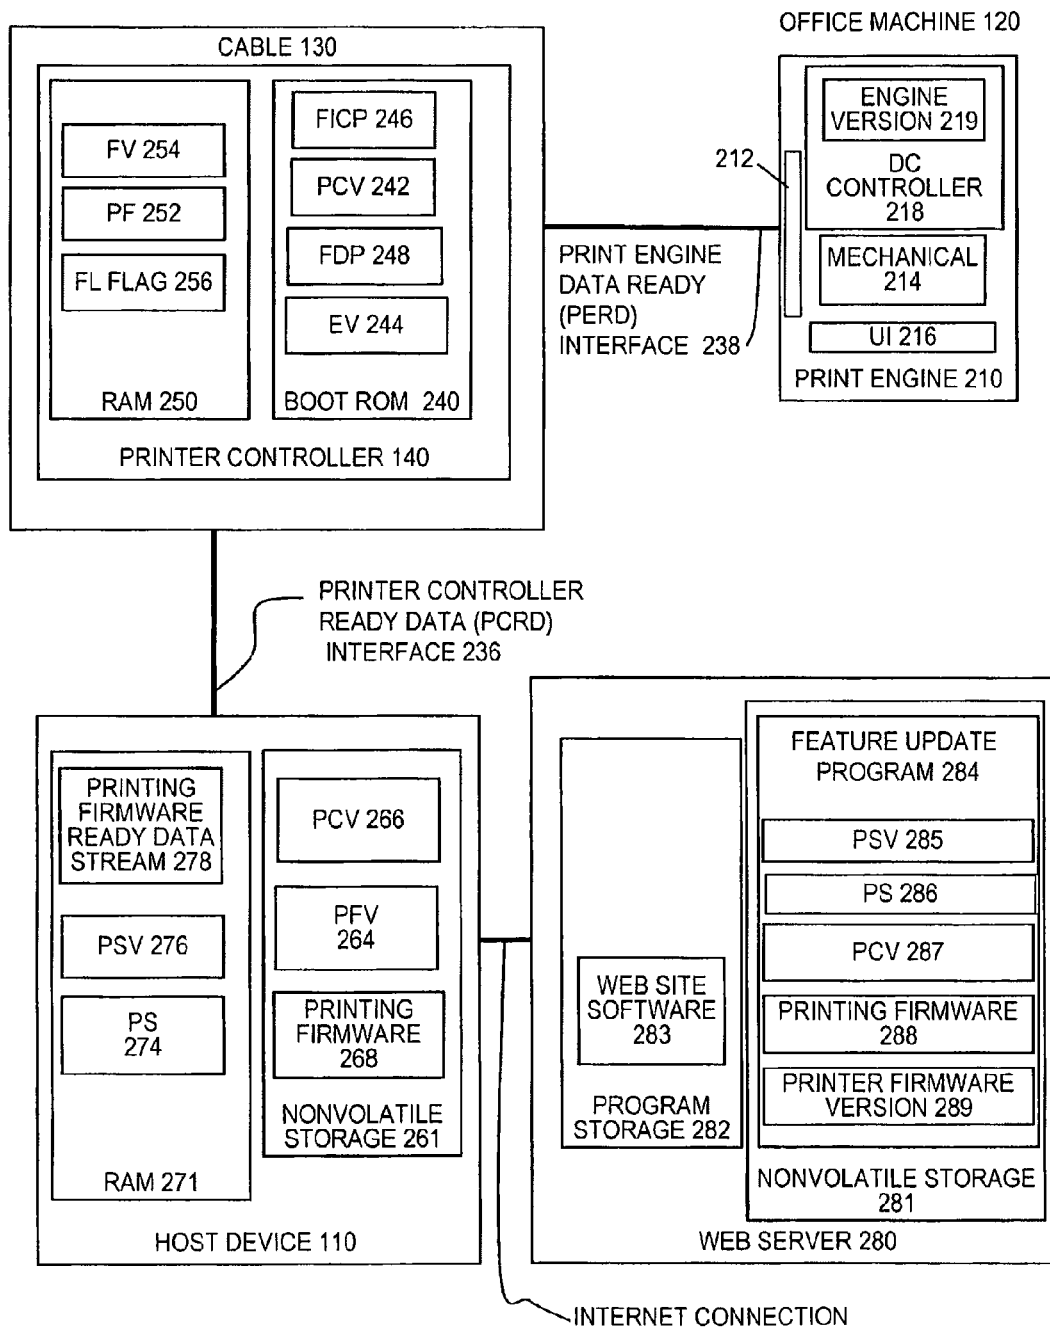 OFFICE MACHINE 120
CABLE 130
FV 254
PF 252
FL FLAG 256
RAM 250
FICP 246
PCV 242
FDP 248
EV 244
BOOT ROM 240
PRINTER CONTROLLER 140
212
ENGINE
VERSION 219
DC
CONTROLLER
218
MECHANICAL
214
UI 216
PRINT ENGINE 210
PRINT ENGINE
DATA READY
(PERD)
INTERFACE 238
PRINTER CONTROLLER
READY DATA (PCRD)
INTERFACE 236
PRINTING
FIRMWARE
READY DATA
STREAM 278
PSV 276
PS
274
RAM 271
PCV 266
PFV
264
PRINTING
FIRMWARE
268
NONVOLATILE
STORAGE 261
HOST DEVICE 110
WEB SITE
SOFTWARE
283
PROGRAM
STORAGE 282
FEATURE UPDATE
PROGRAM 284
PSV 285
PS 286
PCV 287
PRINTING FIRMWARE
288
PRINTER FIRMWARE
VERSION 289
NONVOLATILE STORAGE
281
WEB SERVER 280
INTERNET CONNECTION